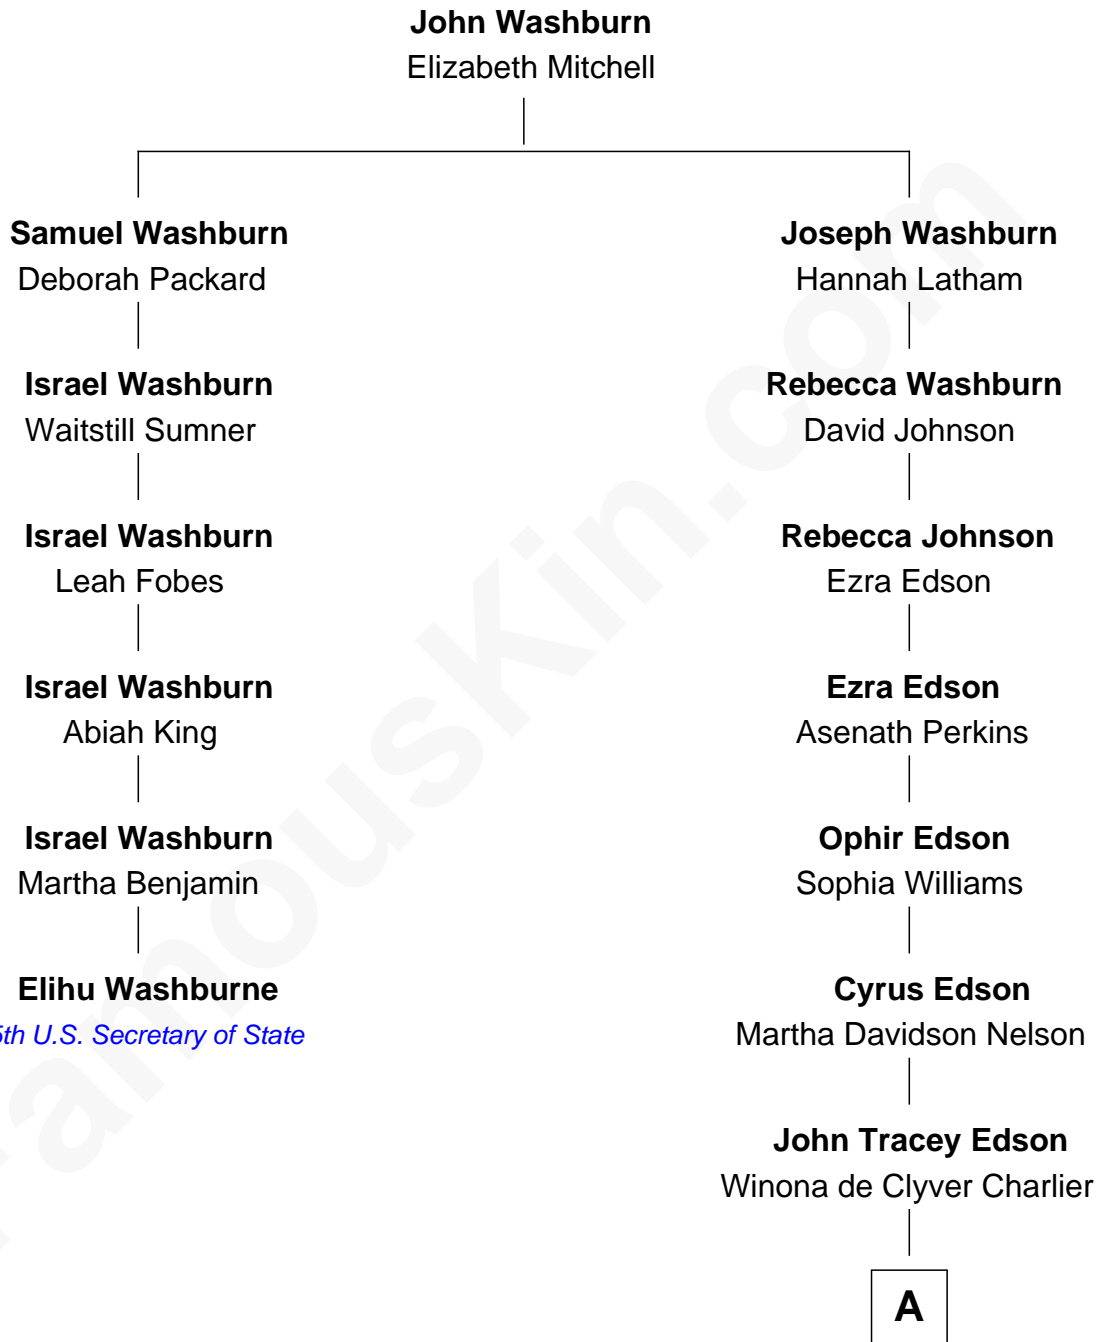 John Washburn
Elizabeth Mitchell
Samuel Washburn
Deborah Packard
Israel Washburn
Waitstill Sumner
Israel Washburn
Leah Fobes
Israel Washburn
Abiah King
Israel Washburn
Martha Benjamin
Elihu Washburne
5th U.S. Secretary of State
Joseph Washburn
Hannah Latham
Rebecca Washburn
David Johnson
Rebecca Johnson
Ezra Edson
Ezra Edson
Asenath Perkins
Ophir Edson
Sophia Williams
Cyrus Edson
Martha Davidson Nelson
John Tracey Edson
Winona de Clyver Charlier
A
FamousKin.com